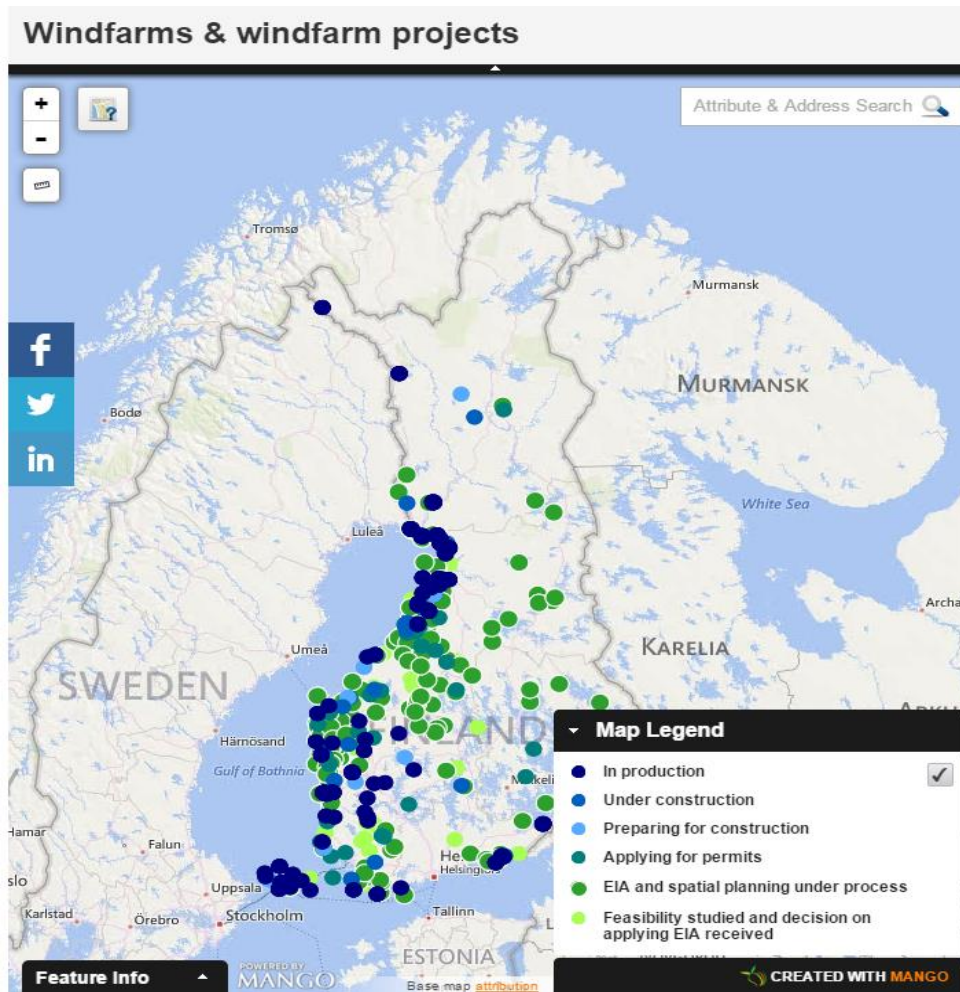 Windfarms & windfarm projects
+
-
Attribute & Address Search
Tromsø
Murmansk
MURMANSK
Bodø
White Sea
Luleå
Archa
KARELIA
Umeå
SWEDEN
Härnösand
Gulf of Bothnia
Hamar
Falun
Uppsala
Karlstad
Örebro
Stockholm
Helsing
Tallinn
ESTONIA
f
in
Map Legend
In production
Under construction
Preparing for construction
Applying for permits
EIA and spatial planning under process
Feasibility studied and decision on
applying EIA received
Feature Info
POWERED BY
MANGO
Base map attribution
CREATED WITH MANGO